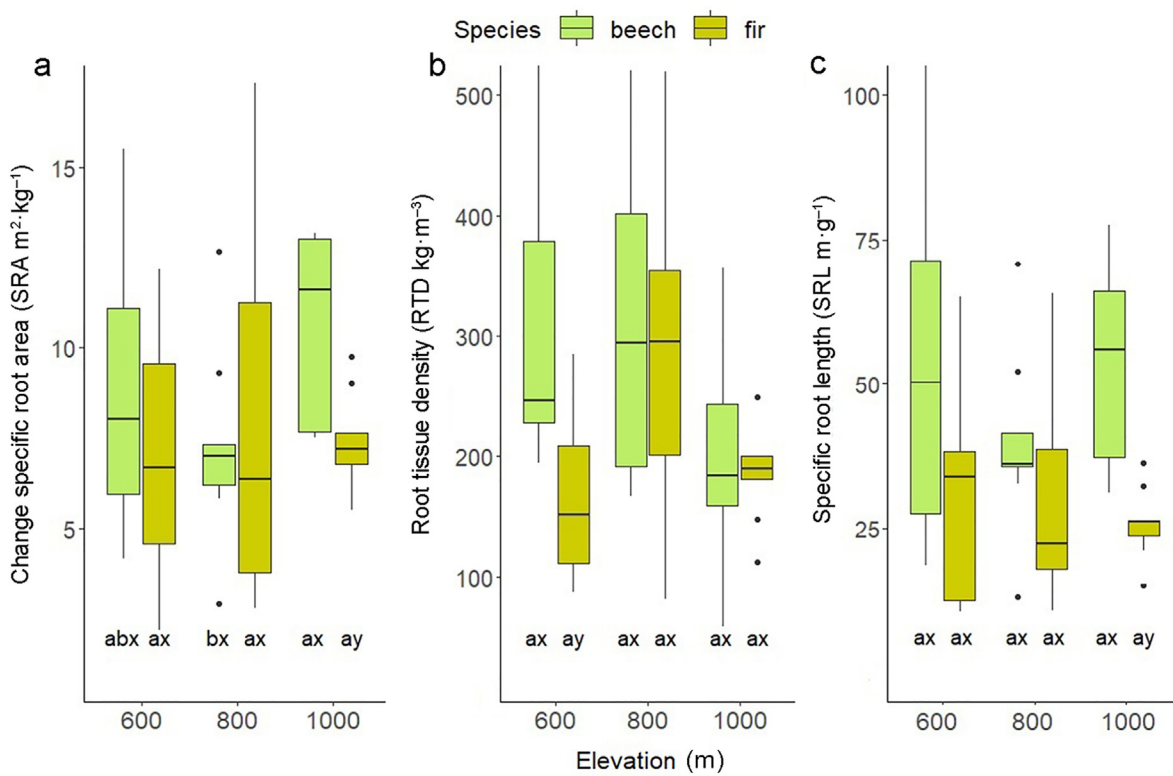 Species beech fir
a
Change specific root area (SRA m²·kg⁻¹)
15
10
5
abx ax bx ax ax ay
600 800 1000
b
Root tissue density (RTD kg·m⁻³)
500
400
300
200
100
ax ay ax ax ax ax
600 800 1000
Elevation (m)
c
Specific root length (SRL m·g⁻¹)
100
75
50
25
ax ax ax ax ax ay
600 800 1000